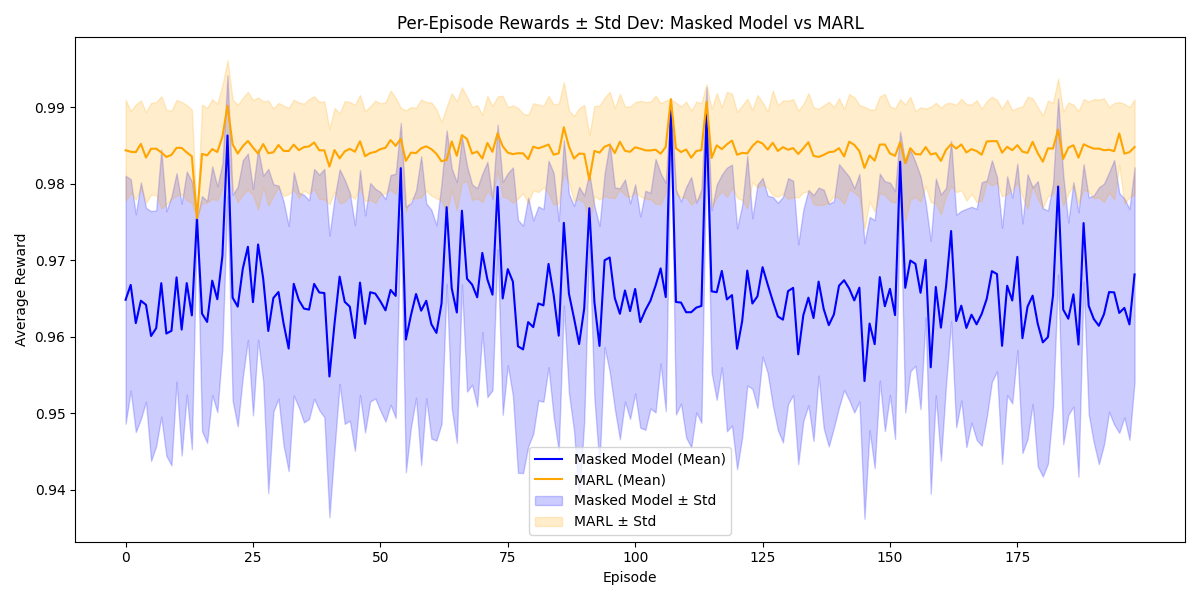 Per-Episode Rewards ± Std Dev: Masked Model vs MARL
Average Reward
0.99
0.98
0.97
0.96
0.95
0.94
Masked Model (Mean)
MARL (Mean)
Masked Model ± Std
MARL ± Std
0 25 50 75 100 125 150 175
Episode